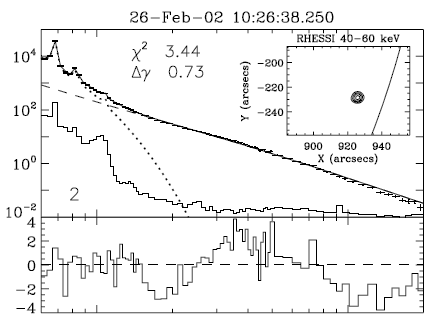 26-Feb-02 10:26:38.250
χ² 3.44
Δγ 0.73
RHESSI 40-60 keV
Y (arcsecs)
-200
-220
-240
900 920 940
X (arcsecs)
10⁴
10²
10⁰
10⁻²
2
4
2
0
-2
-4